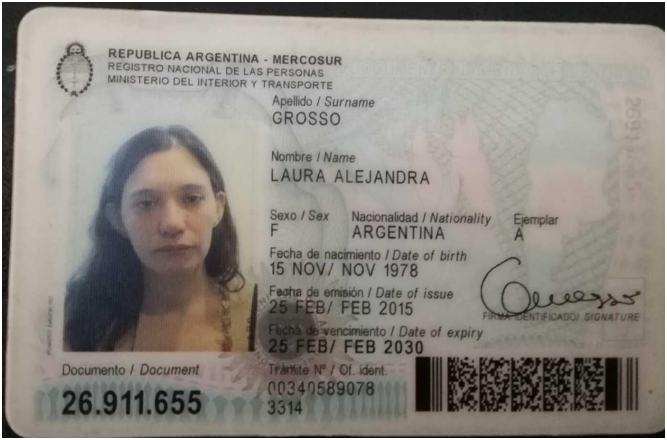 REPUBLICA ARGENTINA - MERCOSUR
REGISTRO NACIONAL DE LAS PERSONAS
MINISTERIO DEL INTERIOR Y TRANSPORTE
Apellido / Surname
GROSSO
Nombre / Name
LAURA ALEJANDRA
Sexo / Sex Nacionalidad / Nationality Ejemplar
F ARGENTINA A
Fecha de nacimiento / Date of birth
15 NOV/ NOV 1978
Fecha de emisión / Date of issue
25 FEB/ FEB 2015
FIRMA IDENTIFICADO/ SIGNATURE
Fecha de vencimiento / Date of expiry
25 FEB/ FEB 2030
Documento / Document Trámite N° / Of. ident.
26.911.655 00340589078
3314